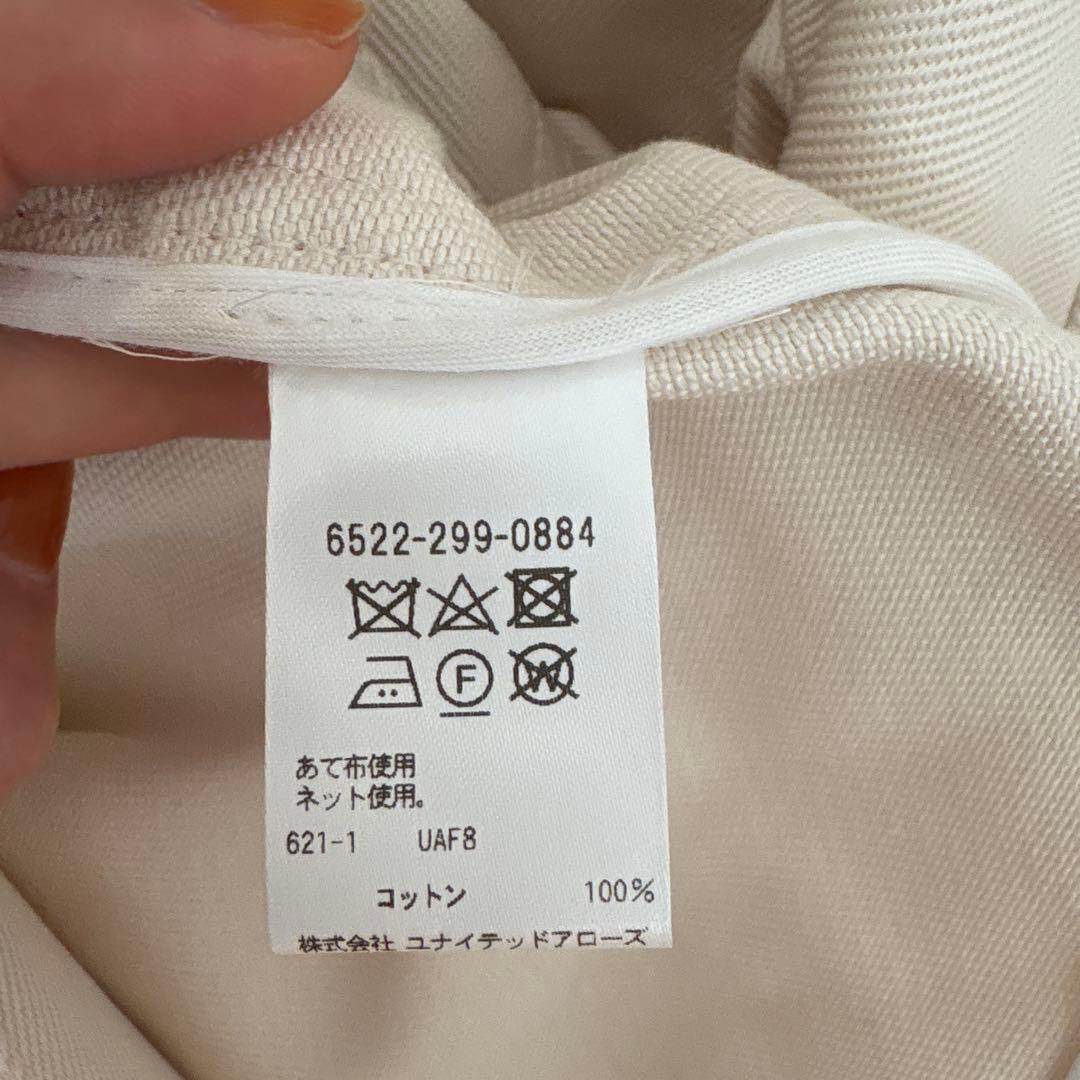 6522-299-0884
F W
あて布使用
ネット使用。
621-1 UAF8
コットン 100%
株式会社 ユナイテッドアローズ